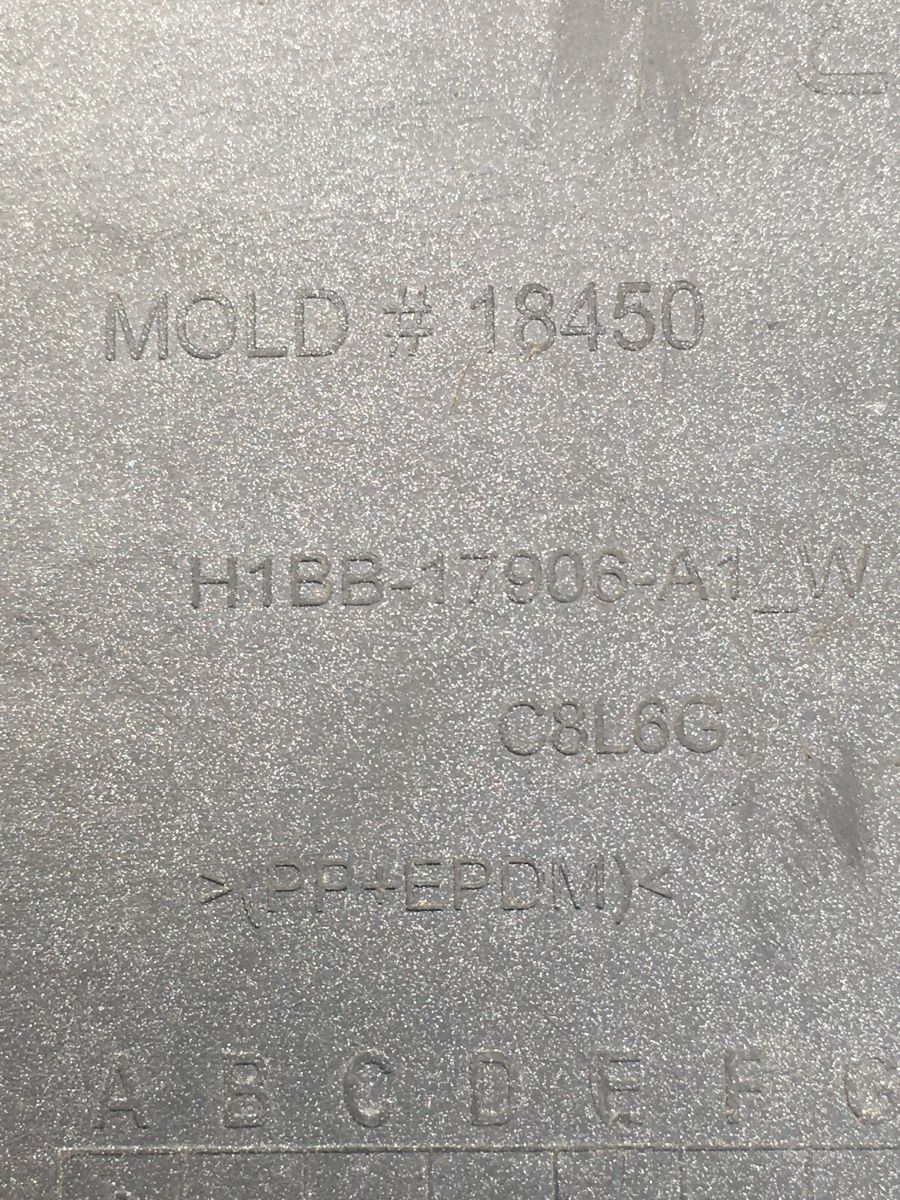 MOLD # 18450
H1BB-17906-A1_W
C8L6G
>(PP+EPDM)<
A B C D E F G